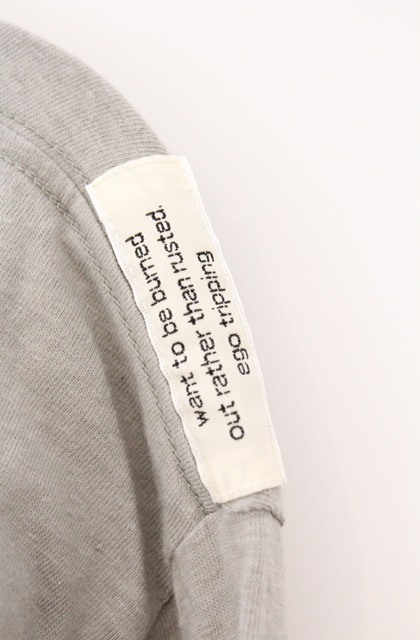 want to be burned
out rather than rusted.
ego tripping